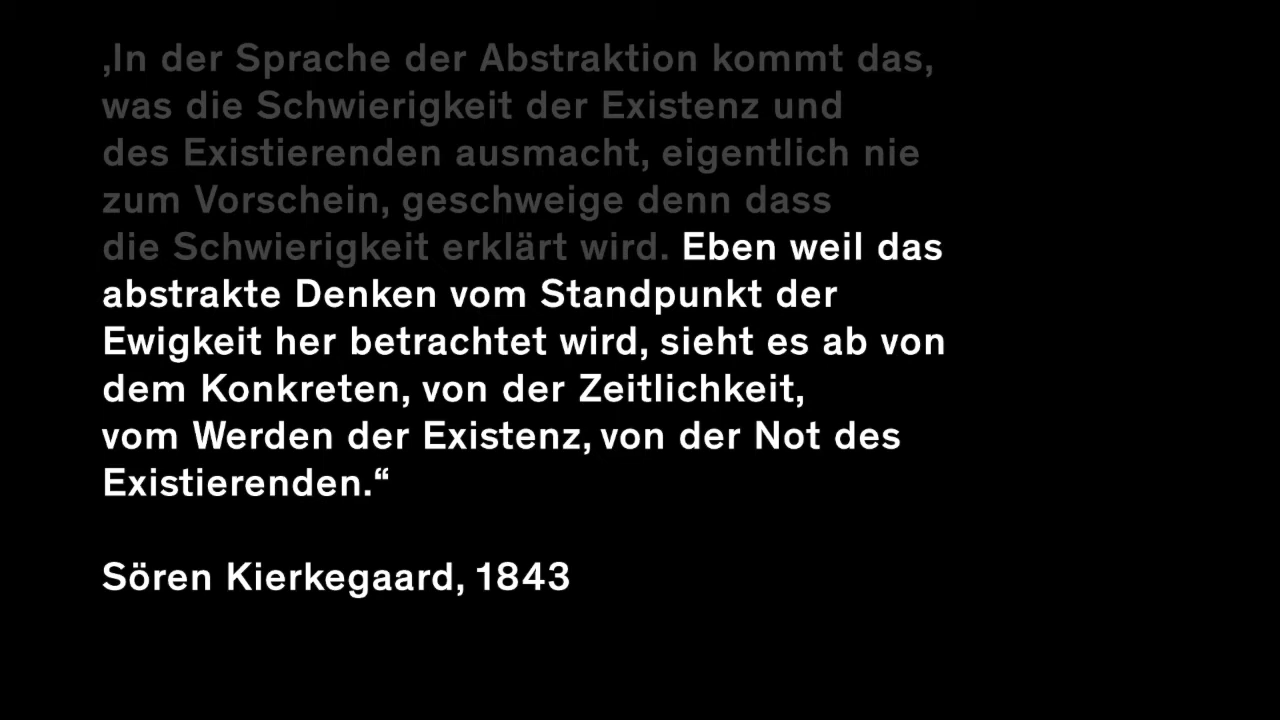 ‚In der Sprache der Abstraktion kommt das,
was die Schwierigkeit der Existenz und
des Existierenden ausmacht, eigentlich nie
zum Vorschein, geschweige denn dass
die Schwierigkeit erklärt wird. Eben weil das
abstrakte Denken vom Standpunkt der
Ewigkeit her betrachtet wird, sieht es ab von
dem Konkreten, von der Zeitlichkeit,
vom Werden der Existenz, von der Not des
Existierenden.“
Sören Kierkegaard, 1843